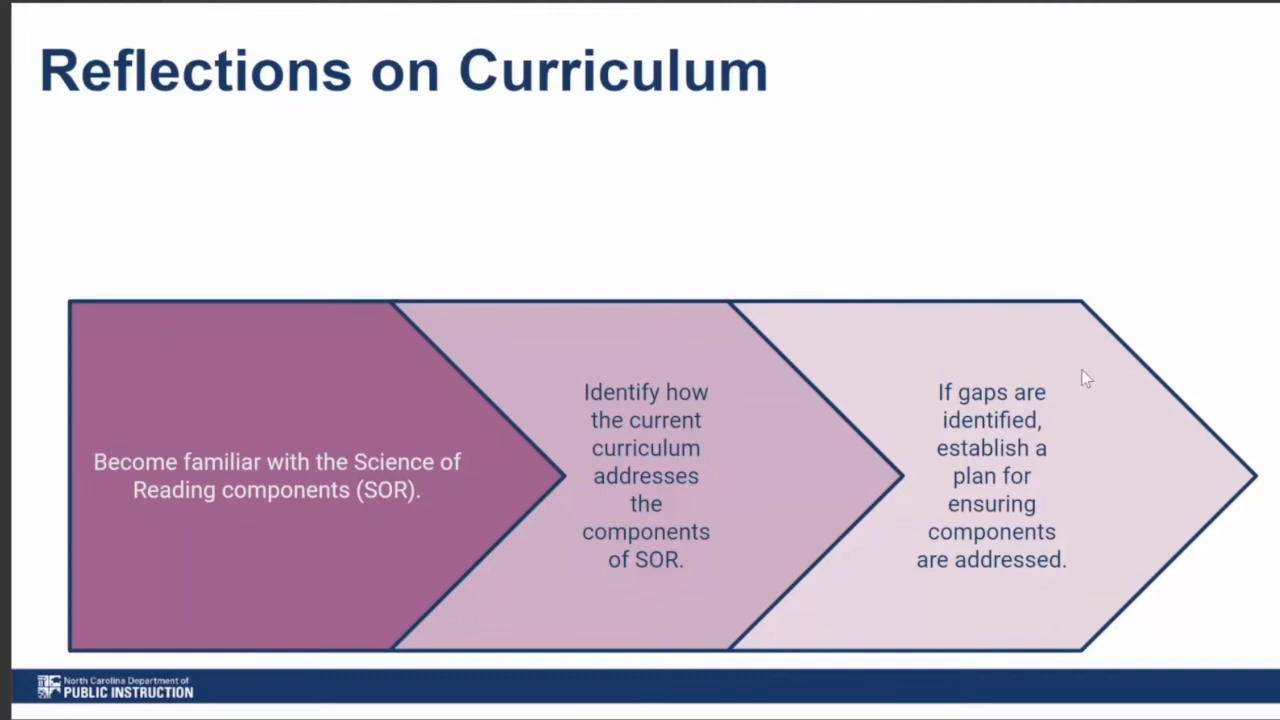 Reflections on Curriculum
Become familiar with the Science of
Reading components (SOR).
Identify how
the current
curriculum
addresses
the
components
of SOR.
If gaps are
identified,
establish a
plan for
ensuring
components
are addressed.
North Carolina Department of
PUBLIC INSTRUCTION